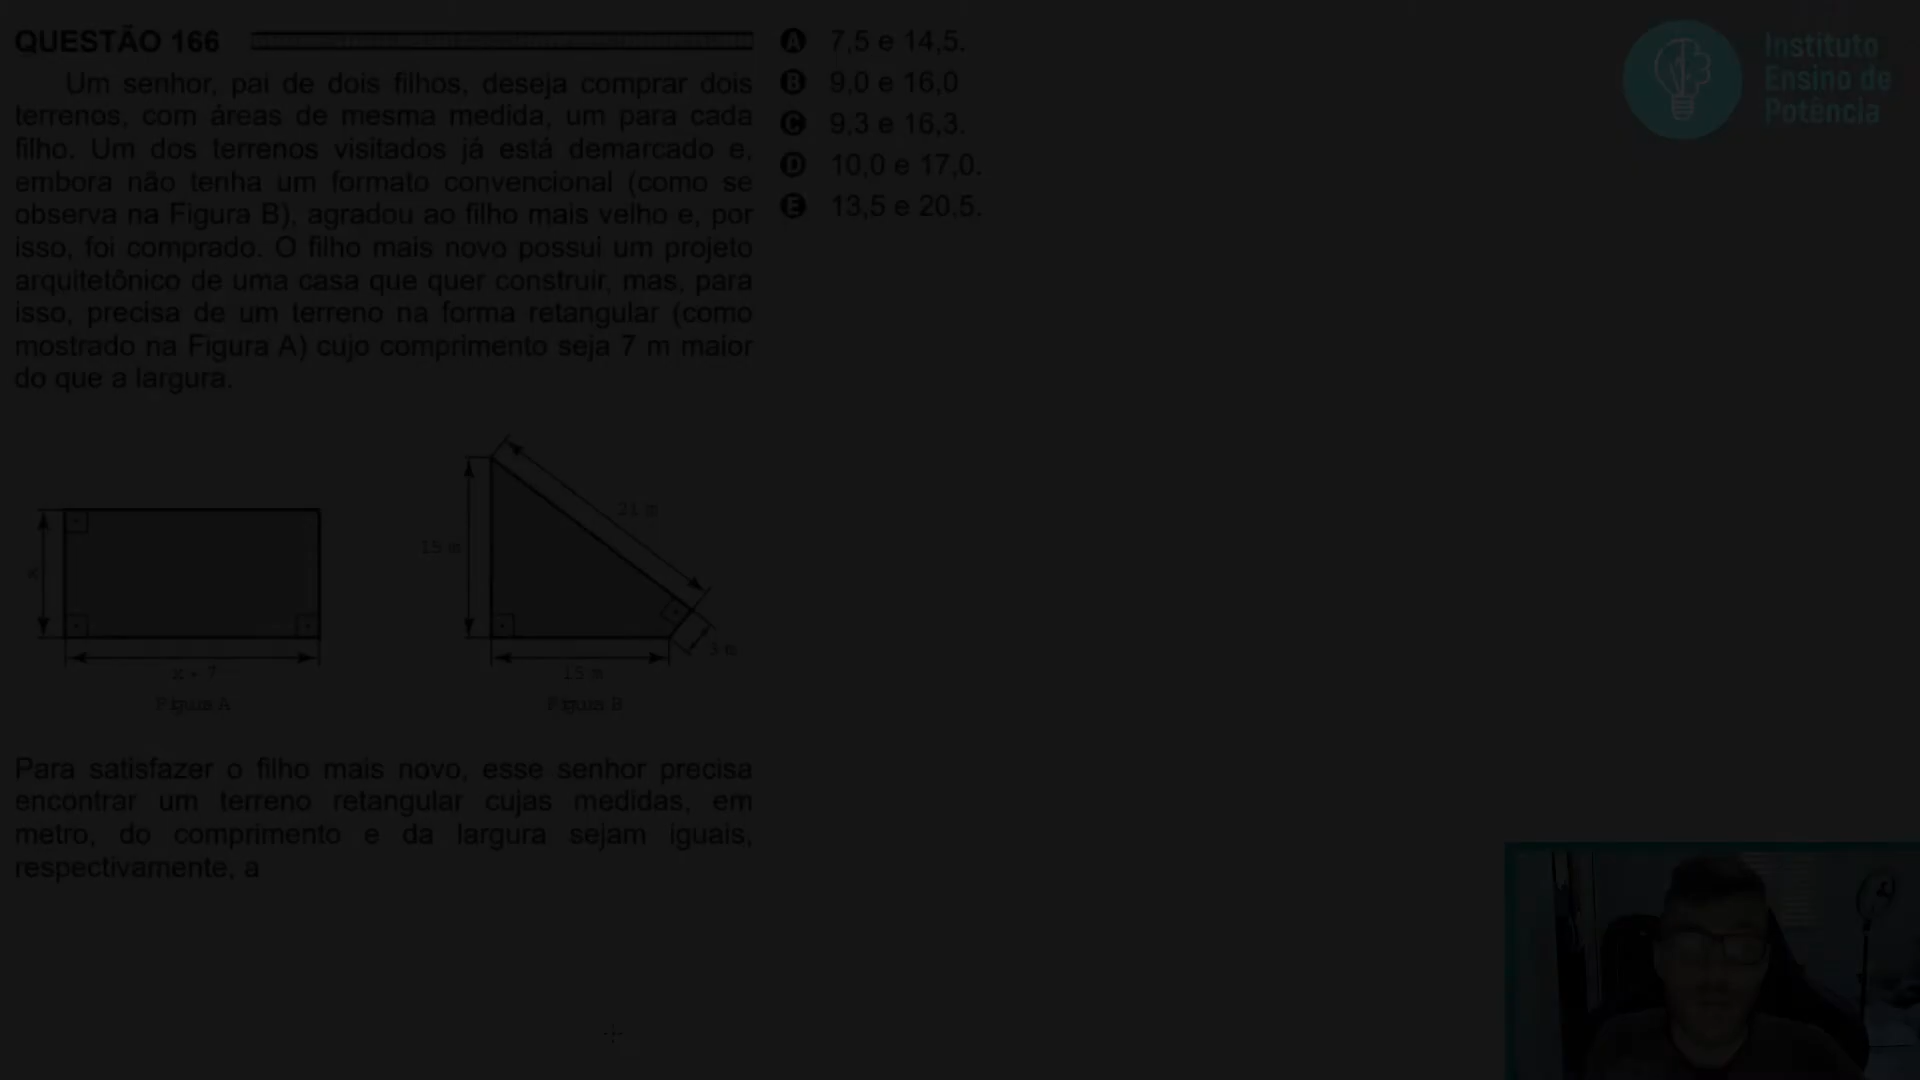 QUESTÃO 166
Um senhor, pai de dois filhos, deseja comprar dois
terrenos, com áreas de mesma medida, um para cada
filho. Um dos terrenos visitados já está demarcado e,
embora não tenha um formato convencional (como se
observa na Figura B), agradou ao filho mais velho e, por
isso, foi comprado. O filho mais novo possui um projeto
arquitetônico de uma casa que quer construir, mas, para
isso, precisa de um terreno na forma retangular (como
mostrado na Figura A) cujo comprimento seja 7 m maior
do que a largura.
x
x + 7
Figura A
15 m
21 m
3 m
15 m
Figura B
Para satisfazer o filho mais novo, esse senhor precisa
encontrar um terreno retangular cujas medidas, em
metro, do comprimento e da largura sejam iguais,
respectivamente, a
A 7,5 e 14,5.
B 9,0 e 16,0
C 9,3 e 16,3.
D 10,0 e 17,0.
E 13,5 e 20,5.
Instituto
Ensino de
Potência